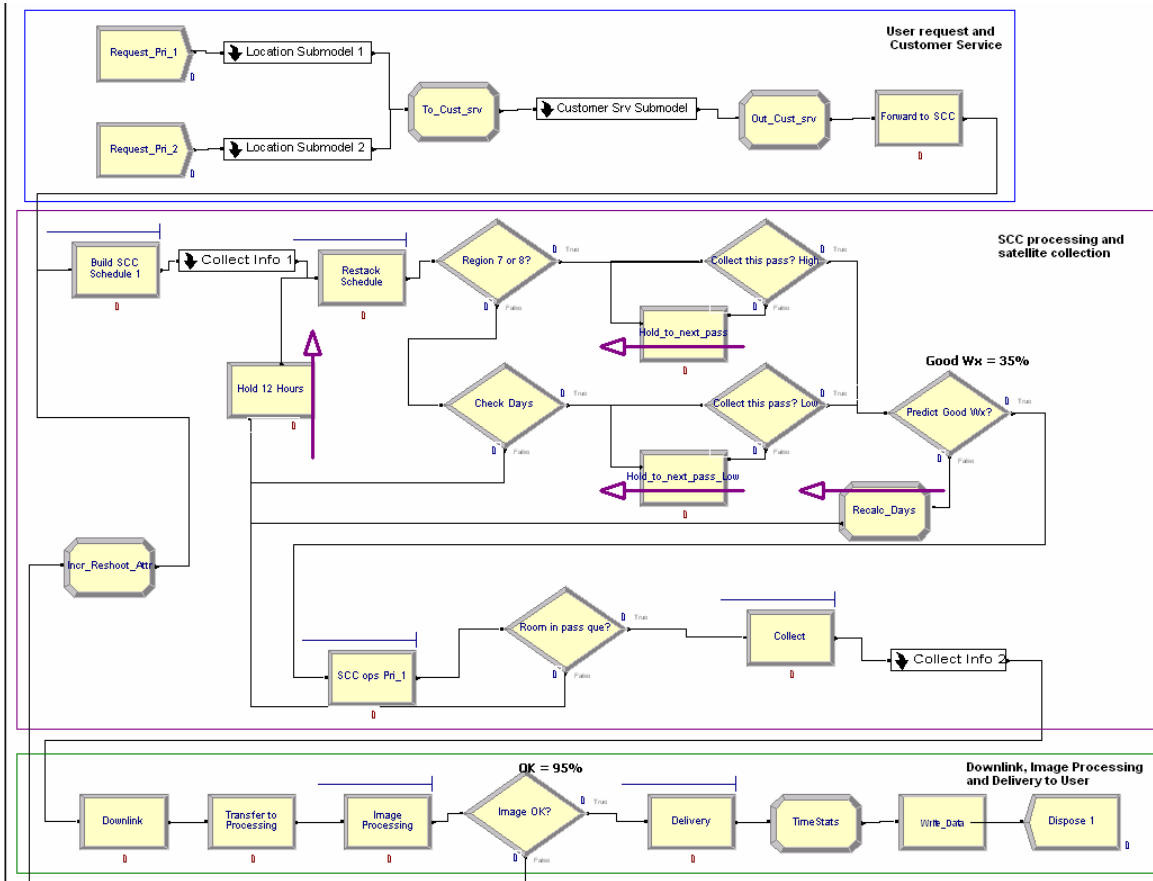 User request and
Customer Service
Request_Pri_1
Location Submodel 1
To_Cust_srv
Customer Srv Submodel
Out_Cust_srv
Forward to SCC
Request_Pri_2
Location Submodel 2
SCC processing and
satellite collection
Build SCC
Schedule 1
Collect Info 1
Restack
Schedule
Region 7 or 8?
True
False
Collect this pass? High
True
False
Hold_to_next_pass
Hold 12 Hours
Check Days
True
False
Collect this pass? Low
True
False
Hold_to_next_pass_Low
Good Wx = 35%
Predict Good Wx?
True
False
Recalc_Days
Incr_Reshoot_Attr
SCC ops Pri_1
Room in pass que?
True
False
Collect
Collect Info 2
Downlink, Image Processing
and Delivery to User
OK = 95%
Downlink
Transfer to
Processing
Image
Processing
Image OK?
True
False
Delivery
TimeStats
Write_Data
Dispose 1